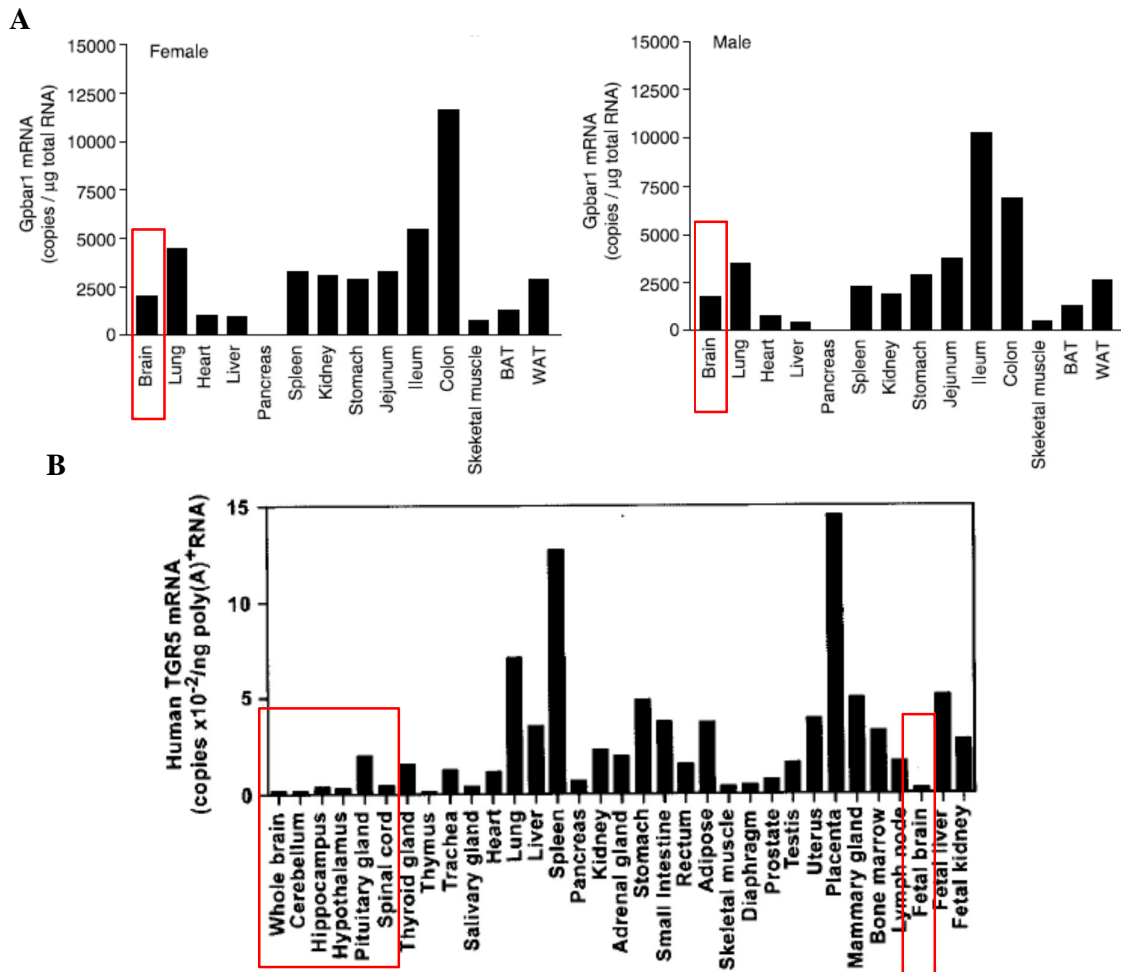 A
Female
Gpbar1 mRNA
(copies / µg total RNA)
15000
12500
10000
7500
5000
2500
0
Brain
Lung
Heart
Liver
Pancreas
Spleen
Kidney
Stomach
Jejunum
Ileum
Colon
Skeketal muscle
BAT
WAT
Male
Gpbar1 mRNA
(copies / µg total RNA)
15000
12500
10000
7500
5000
2500
0
Brain
Lung
Heart
Liver
Pancreas
Spleen
Kidney
Stomach
Jejunum
Ileum
Colon
Skeketal muscle
BAT
WAT
B
Human TGR5 mRNA
(copies x10⁻²/ng poly(A)⁺RNA)
15
10
5
0
Whole brain
Cerebellum
Hippocampus
Hypothalamus
Pituitary gland
Spinal cord
Thyroid gland
Thymus
Trachea
Salivary gland
Heart
Lung
Liver
Spleen
Pancreas
Kidney
Adrenal gland
Stomach
Small Intestine
Rectum
Adipose
Skeletal muscle
Diaphragm
Prostate
Testis
Uterus
Placenta
Mammary gland
Bone marrow
Lymph node
Fetal brain
Fetal liver
Fetal kidney